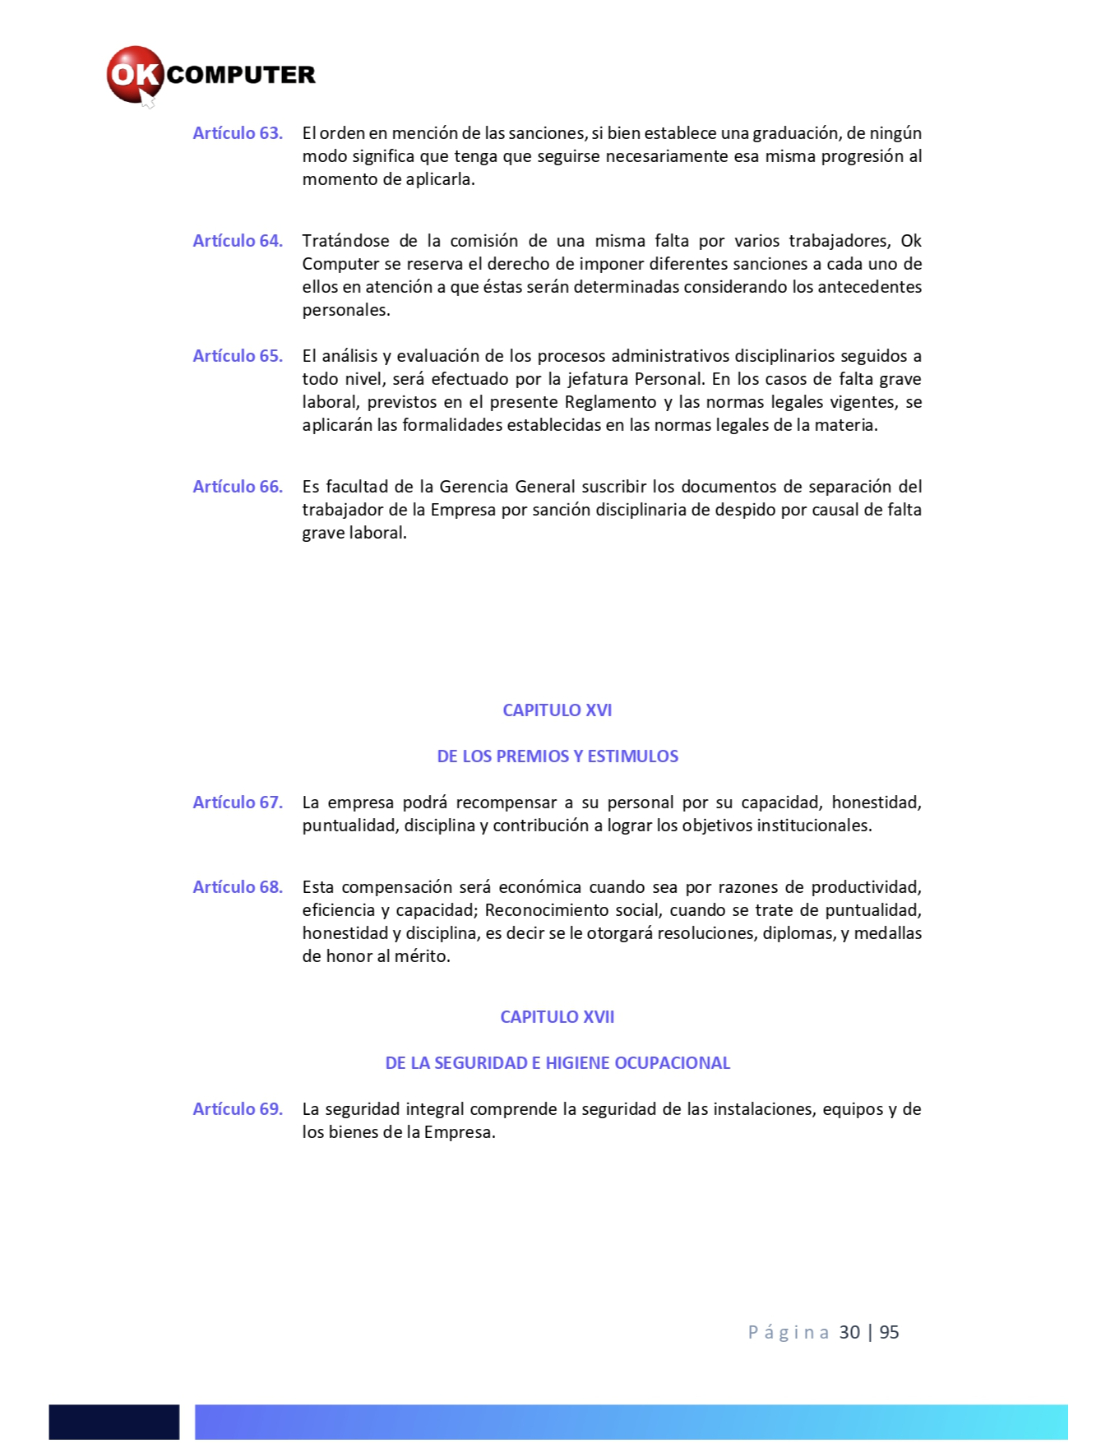 OK COMPUTER
Artículo 63. El orden en mención de las sanciones, si bien establece una graduación, de ningún
modo significa que tenga que seguirse necesariamente esa misma progresión al
momento de aplicarla.
Artículo 64. Tratándose de la comisión de una misma falta por varios trabajadores, Ok
Computer se reserva el derecho de imponer diferentes sanciones a cada uno de
ellos en atención a que éstas serán determinadas considerando los antecedentes
personales.
Artículo 65. El análisis y evaluación de los procesos administrativos disciplinarios seguidos a
todo nivel, será efectuado por la jefatura Personal. En los casos de falta grave
laboral, previstos en el presente Reglamento y las normas legales vigentes, se
aplicarán las formalidades establecidas en las normas legales de la materia.
Artículo 66. Es facultad de la Gerencia General suscribir los documentos de separación del
trabajador de la Empresa por sanción disciplinaria de despido por causal de falta
grave laboral.
CAPITULO XVI
DE LOS PREMIOS Y ESTIMULOS
Artículo 67. La empresa podrá recompensar a su personal por su capacidad, honestidad,
puntualidad, disciplina y contribución a lograr los objetivos institucionales.
Artículo 68. Esta compensación será económica cuando sea por razones de productividad,
eficiencia y capacidad; Reconocimiento social, cuando se trate de puntualidad,
honestidad y disciplina, es decir se le otorgará resoluciones, diplomas, y medallas
de honor al mérito.
CAPITULO XVII
DE LA SEGURIDAD E HIGIENE OCUPACIONAL
Artículo 69. La seguridad integral comprende la seguridad de las instalaciones, equipos y de
los bienes de la Empresa.
Página 30 | 95